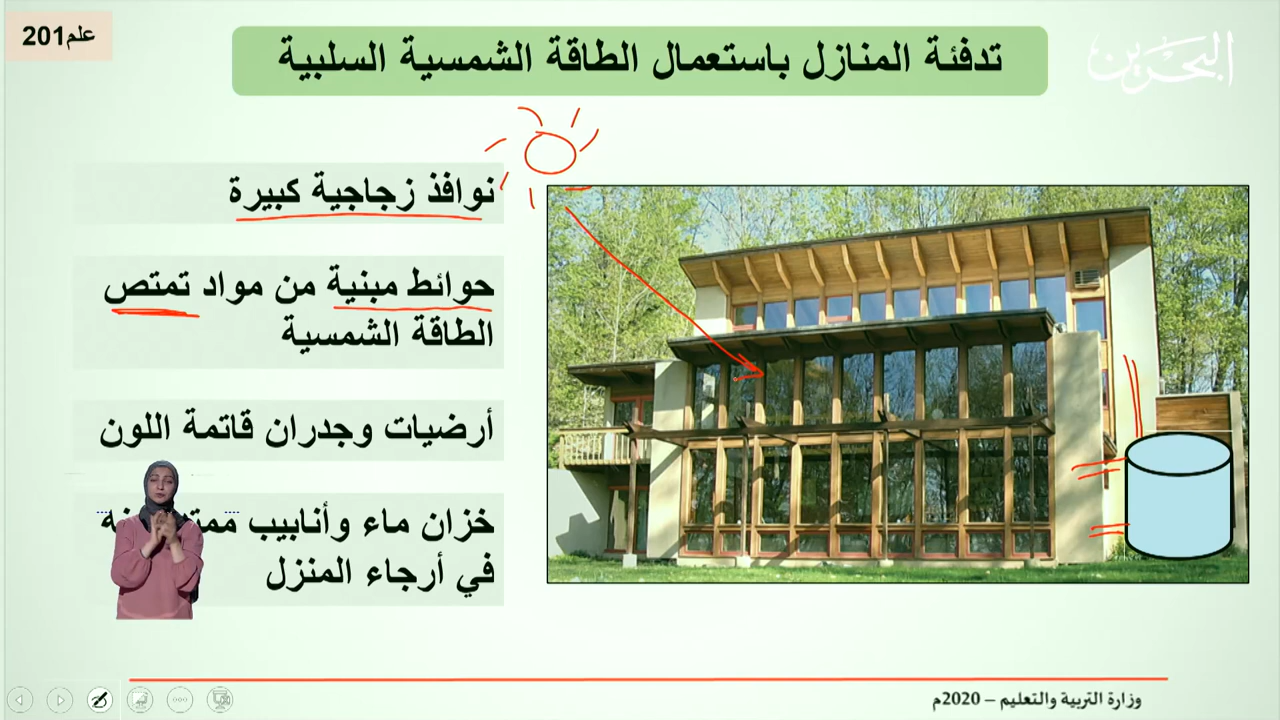 علم201
تدفئة المنازل باستعمال الطاقة الشمسية السلبية
البحرين
نوافذ زجاجية كبيرة
حوائط مبنية من مواد تمتص
الطاقة الشمسية
أرضيات وجدران قاتمة اللون
خزان ماء وأنابيب
في أرجاء المنزل
وزارة التربية والتعليم – 2020م